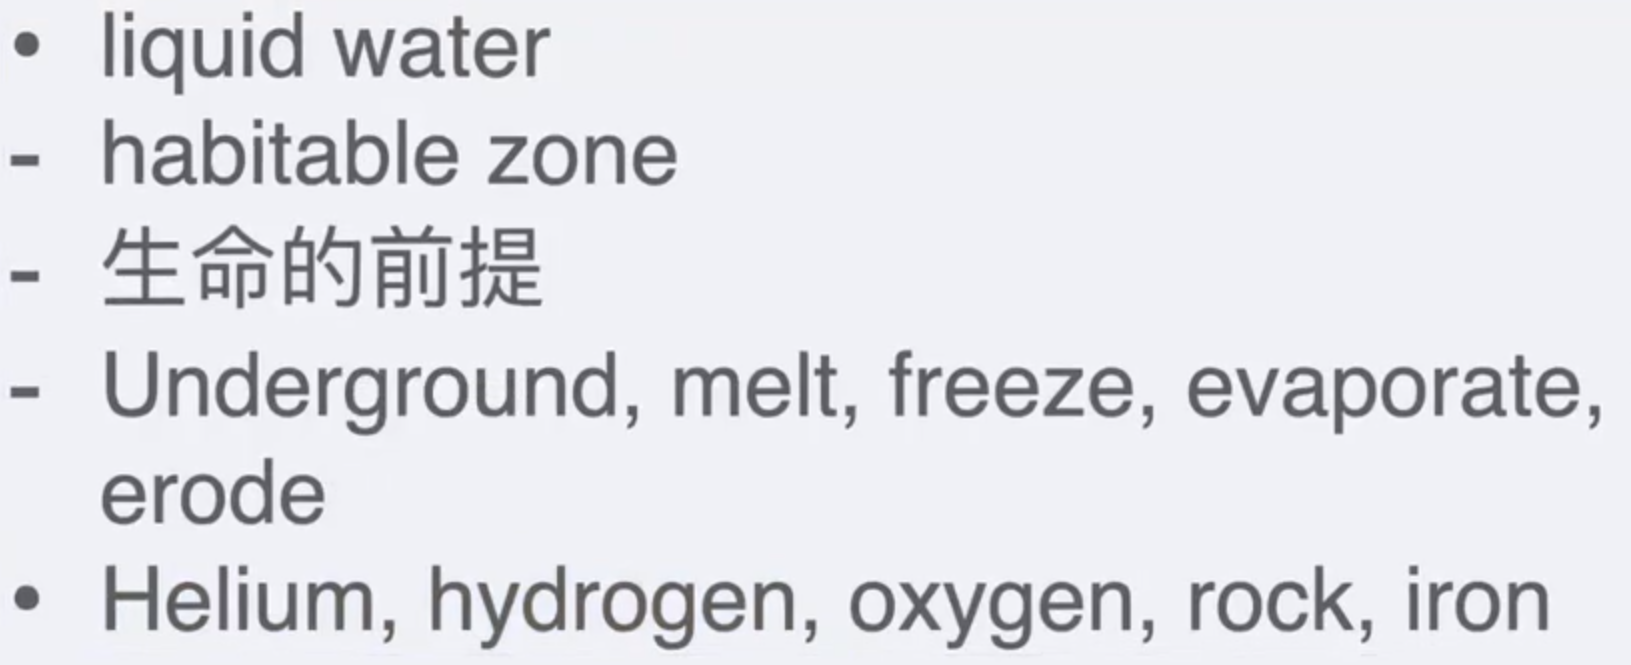 • liquid water
- habitable zone
- 生命的前提
- Underground, melt, freeze, evaporate,
erode
• Helium, hydrogen, oxygen, rock, iron